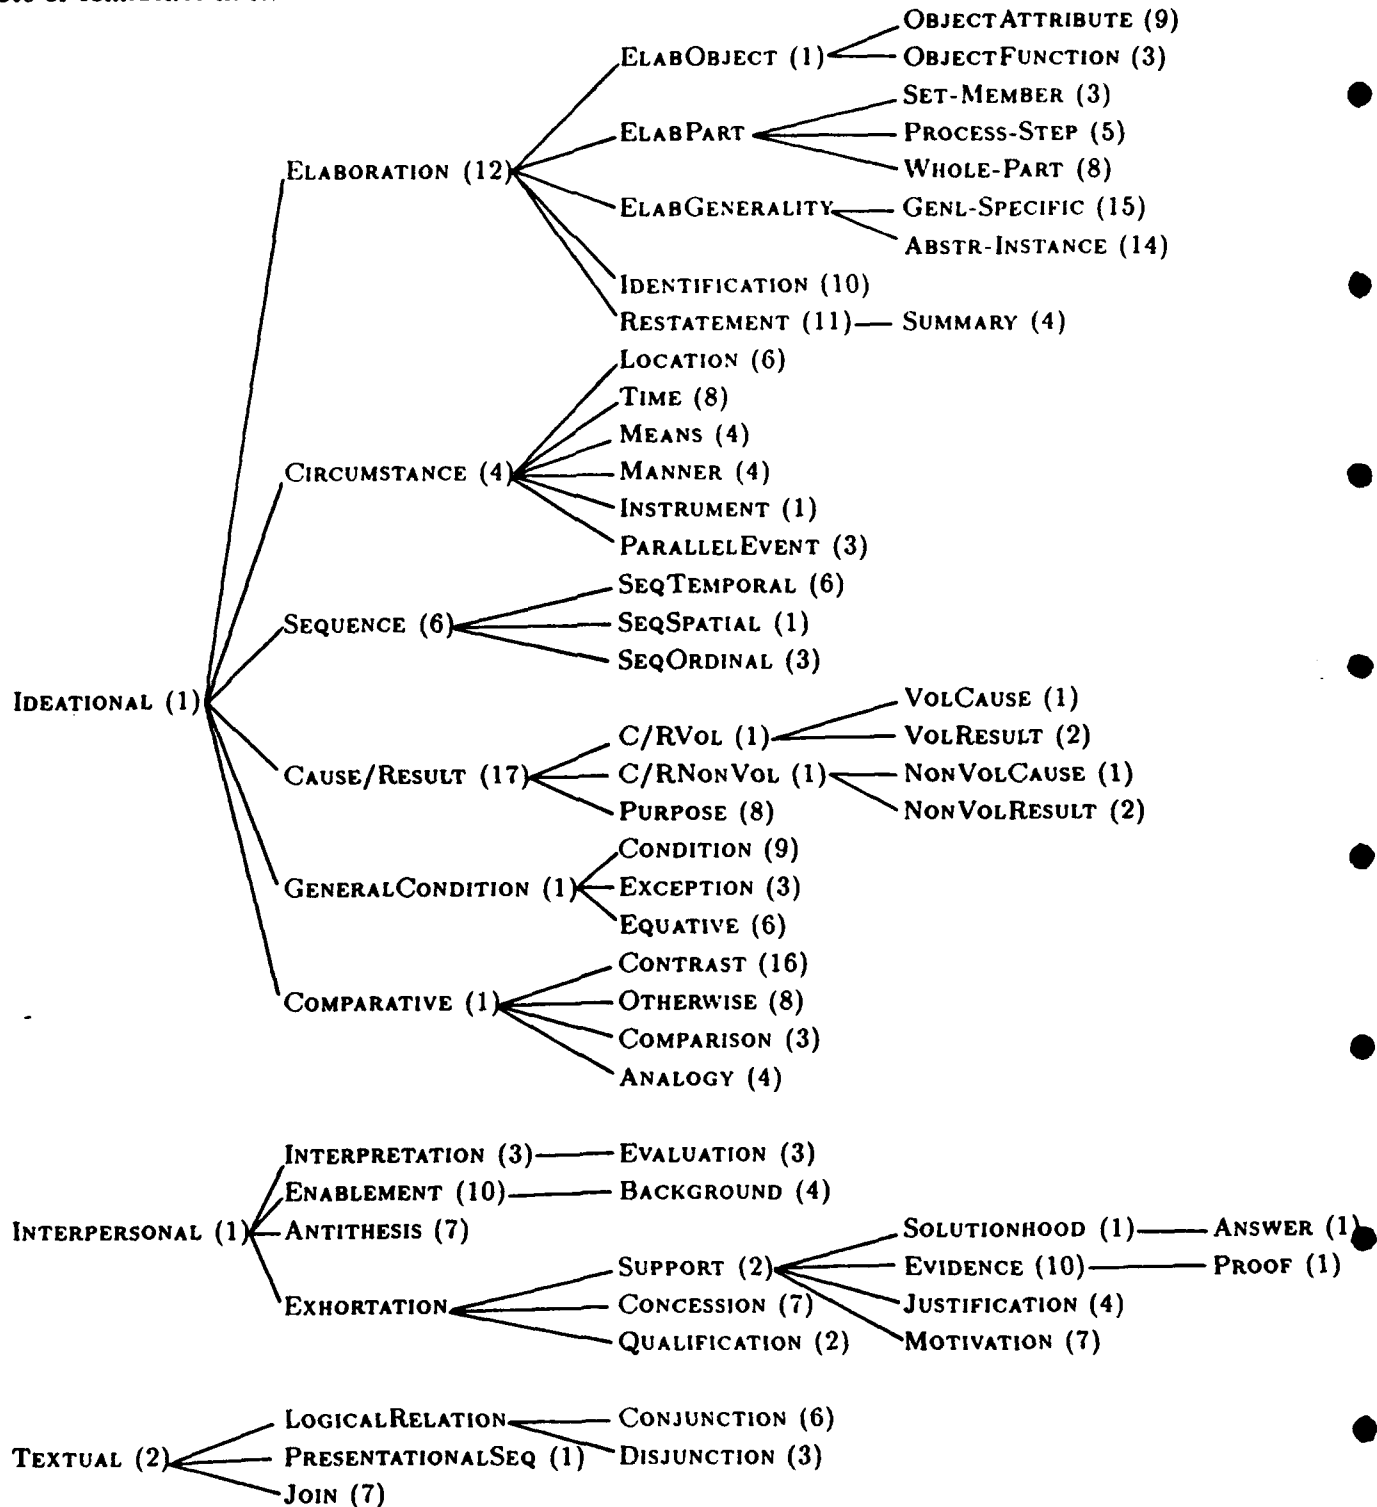 OBJECTATTRIBUTE (9)
ELABOBJECT (1) OBJECTFUNCTION (3)
SET-MEMBER (3)
ELABPART PROCESS-STEP (5)
ELABORATION (12) WHOLE-PART (8)
ELABGENERALITY GENL-SPECIFIC (15)
ABSTR-INSTANCE (14)
IDENTIFICATION (10)
RESTATEMENT (11) SUMMARY (4)
LOCATION (6)
TIME (8)
MEANS (4)
CIRCUMSTANCE (4) MANNER (4)
INSTRUMENT (1)
PARALLELEVENT (3)
SEQTEMPORAL (6)
SEQUENCE (6) SEQSPATIAL (1)
SEQORDINAL (3)
IDEATIONAL (1) VOLCAUSE (1)
C/RVOL (1) VOLRESULT (2)
CAUSE/RESULT (17) C/RNONVOL (1) NONVOLCAUSE (1)
PURPOSE (8) NONVOLRESULT (2)
CONDITION (9)
GENERALCONDITION (1) EXCEPTION (3)
EQUATIVE (6)
CONTRAST (16)
COMPARATIVE (1) OTHERWISE (8)
COMPARISON (3)
ANALOGY (4)
INTERPRETATION (3) EVALUATION (3)
ENABLEMENT (10) BACKGROUND (4)
INTERPERSONAL (1) ANTITHESIS (7) SOLUTIONHOOD (1) ANSWER (1)
SUPPORT (2) EVIDENCE (10) PROOF (1)
EXHORTATION CONCESSION (7) JUSTIFICATION (4)
QUALIFICATION (2) MOTIVATION (7)
LOGICALRELATION CONJUNCTION (6)
TEXTUAL (2) PRESENTATIONALSEQ (1) DISJUNCTION (3)
JOIN (7)